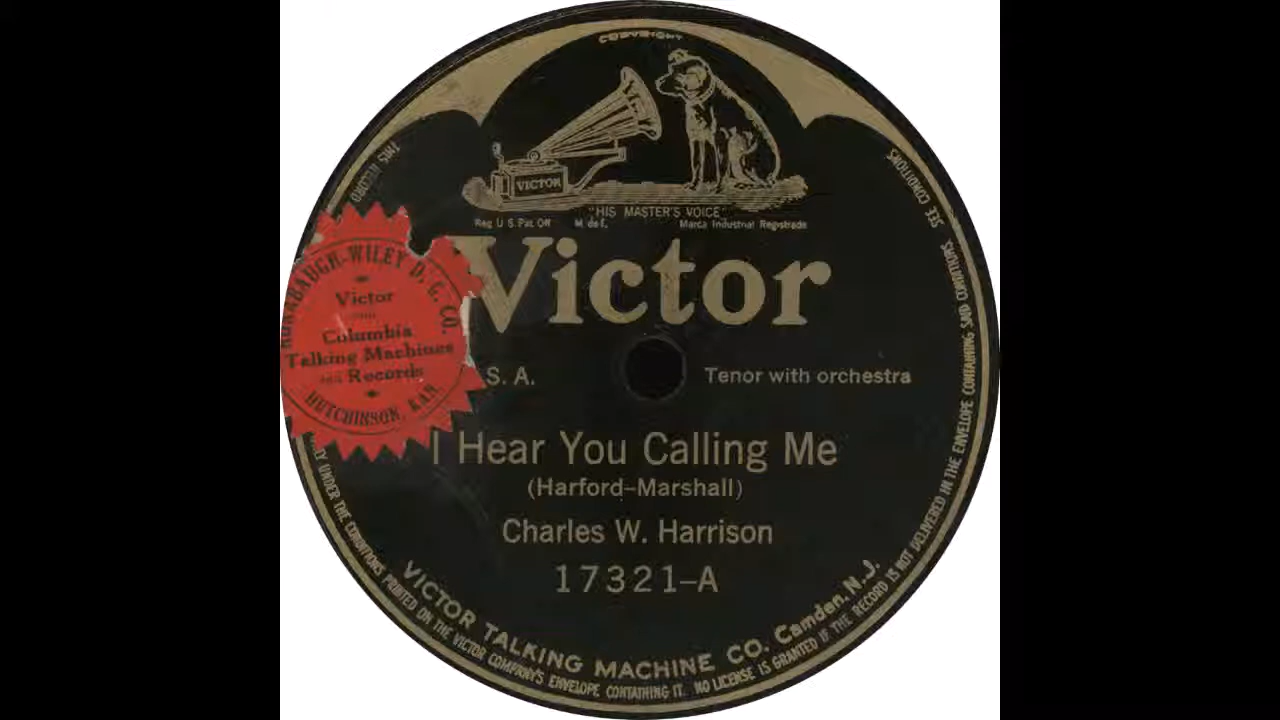 COPYRIGHT
VICTOR
"HIS MASTER'S VOICE"
Reg. U.S. Pat. Off. M. de F. Marca Industrial Registrada
Victor
S. A.
Tenor with orchestra
I Hear You Calling Me
(Harford-Marshall)
Charles W. Harrison
17321-A
VICTOR TALKING MACHINE CO. Camden, N.J.
THIS RECORD
UNDER THE CONDITIONS PRINTED ON THE VICTOR COMPANY'S ENVELOPE CONTAINING IT. NO LICENSE IS GRANTED IF THE RECORD IS NOT DELIVERED IN THE ENVELOPE CONTAINING SAID CONDITIONS. SEE CONDITIONS
-WILEY D. G. CO.
Victor
Columbia
Talking Machines
and Records
HUTCHINSON, KAN.